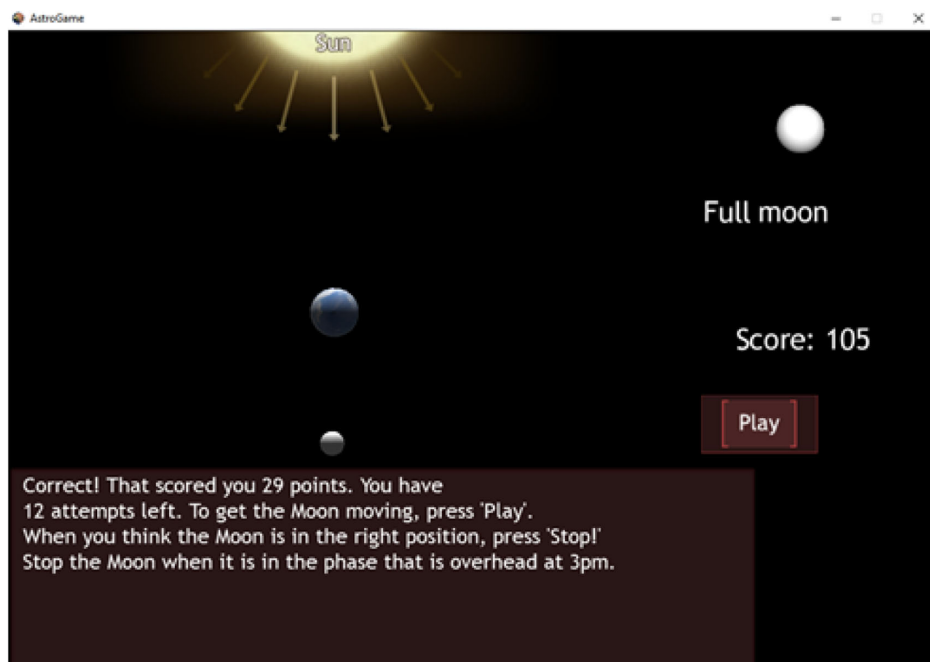 AstroGame
Sun
Full moon
Score: 105
Play
Correct! That scored you 29 points. You have
12 attempts left. To get the Moon moving, press 'Play'.
When you think the Moon is in the right position, press 'Stop!'
Stop the Moon when it is in the phase that is overhead at 3pm.